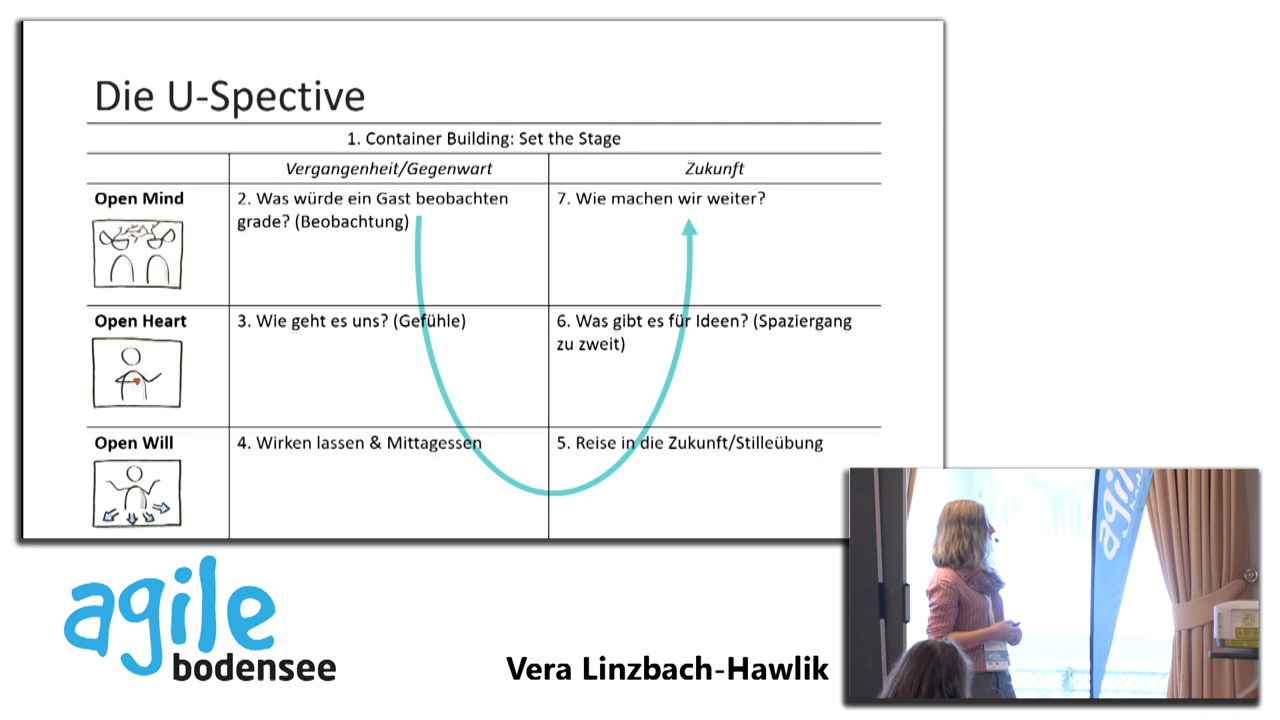 Die U-Spective
1. Container Building: Set the Stage
Vergangenheit/Gegenwart
Zukunft
Open Mind
2. Was würde ein Gast beobachten
grade? (Beobachtung)
7. Wie machen wir weiter?
Open Heart
3. Wie geht es uns? (Gefühle)
6. Was gibt es für Ideen? (Spaziergang
zu zweit)
Open Will
4. Wirken lassen & Mittagessen
5. Reise in die Zukunft/Stilleübung
agile
agile
bodensee
Vera Linzbach-Hawlik